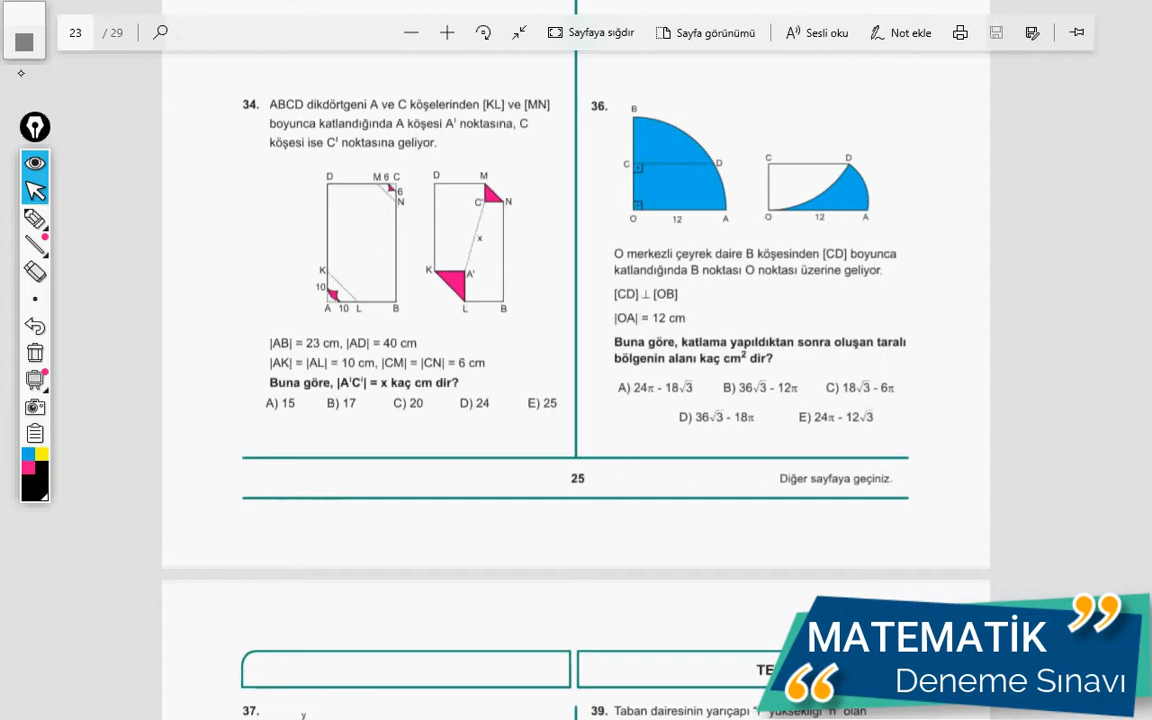 23 / 29
Sayfaya sığdır
Sayfa görünümü
Sesli oku
Not ekle
34. ABCD dikdörtgeni A ve C köşelerinden [KL] ve [MN]
boyunca katlandığında A köşesi A' noktasına, C
köşesi ise C' noktasına geliyor.
D M 6 C
6
N
K
10
A 10 L B
D M
C' N
x
K A'
L B
|AB| = 23 cm, |AD| = 40 cm
|AK| = |AL| = 10 cm, |CM| = |CN| = 6 cm
Buna göre, |A'C'| = x kaç cm dir?
A) 15 B) 17 C) 20 D) 24 E) 25
36.
B
C D
O 12 A
C D
O 12 A
O merkezli çeyrek daire B köşesinden [CD] boyunca
katlandığında B noktası O noktası üzerine geliyor.
[CD] ⊥ [OB]
|OA| = 12 cm
Buna göre, katlama yapıldıktan sonra oluşan taralı
bölgenin alanı kaç cm² dir?
A) 24π - 18√3 B) 36√3 - 12π C) 18√3 - 6π
D) 36√3 - 18π E) 24π - 12√3
25
Diğer sayfaya geçiniz.
TE
37.
y
39. Taban dairesinin yarıçapı "r" yüksekliği "h" olan
MATEMATİK
Deneme Sınavı